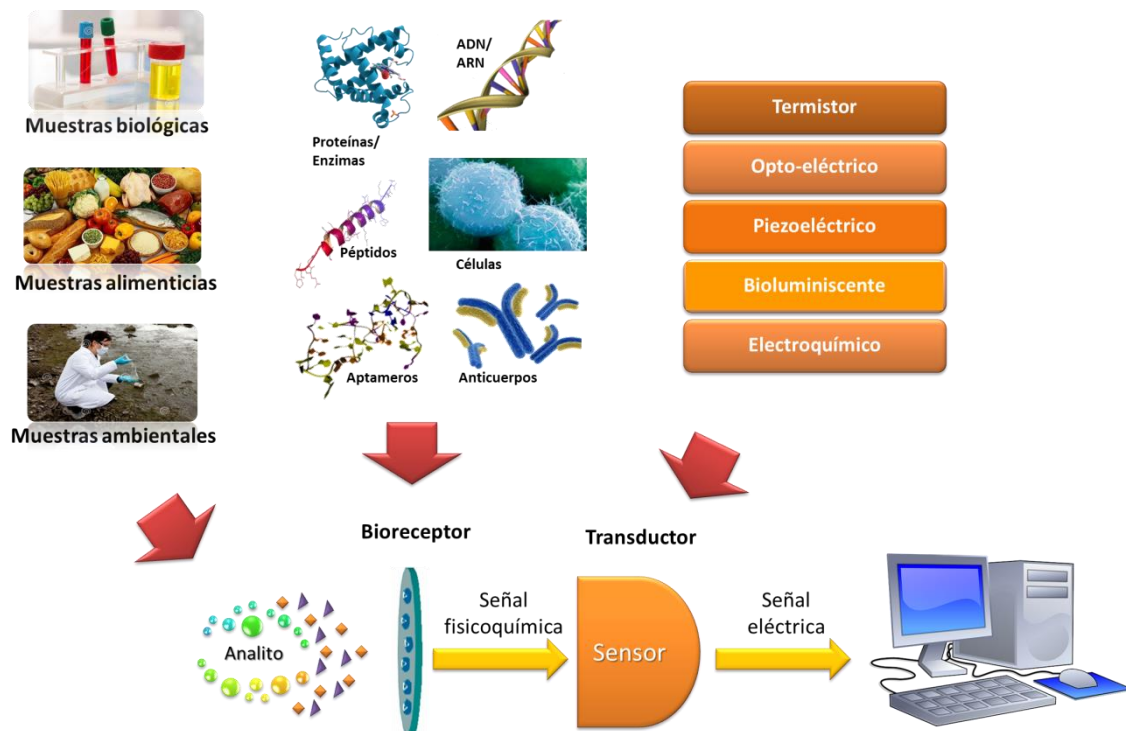 Muestras biológicas
Muestras alimenticias
Muestras ambientales
Proteínas/
Enzimas
ADN/
ARN
Péptidos
Células
Aptameros
Anticuerpos
Termistor
Opto-eléctrico
Piezoeléctrico
Bioluminiscente
Electroquímico
Bioreceptor
Transductor
Analito
Señal
fisicoquímica
Sensor
Señal
eléctrica